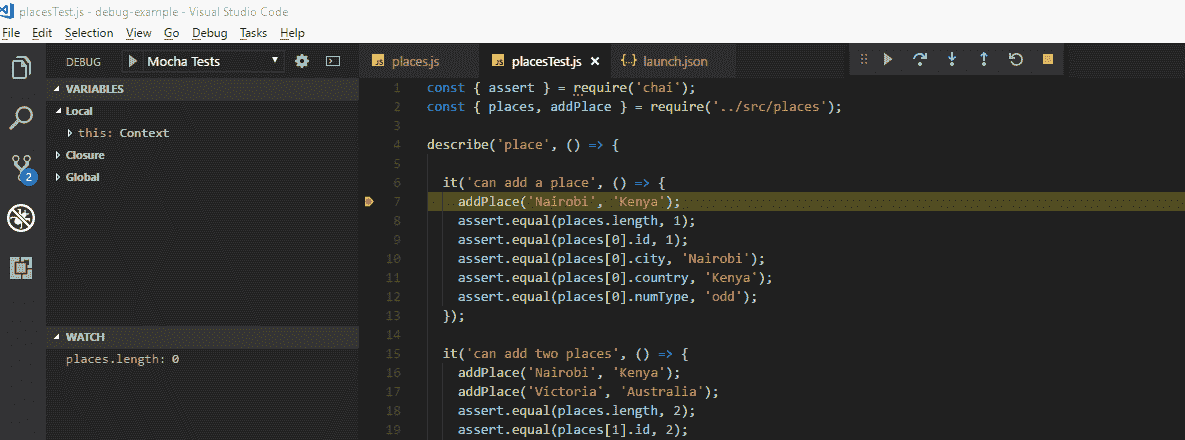 placesTest.js - debug-example - Visual Studio Code
File Edit Selection View Go Debug Tasks Help
DEBUG Mocha Tests
VARIABLES
Local
this: Context
Closure
Global
2
WATCH
places.length: 0
JS places.js JS placesTest.js × {··} launch.json
1 const { assert } = require('chai');
2 const { places, addPlace } = require('../src/places');
3
4 describe('place', () => {
5
6 it('can add a place', () => {
7 addPlace('Nairobi', 'Kenya');
8 assert.equal(places.length, 1);
9 assert.equal(places[0].id, 1);
10 assert.equal(places[0].city, 'Nairobi');
11 assert.equal(places[0].country, 'Kenya');
12 assert.equal(places[0].numType, 'odd');
13 });
14
15 it('can add two places', () => {
16 addPlace('Nairobi', 'Kenya');
17 addPlace('Victoria', 'Australia');
18 assert.equal(places.length, 2);
19 assert.equal(places[1].id, 2);